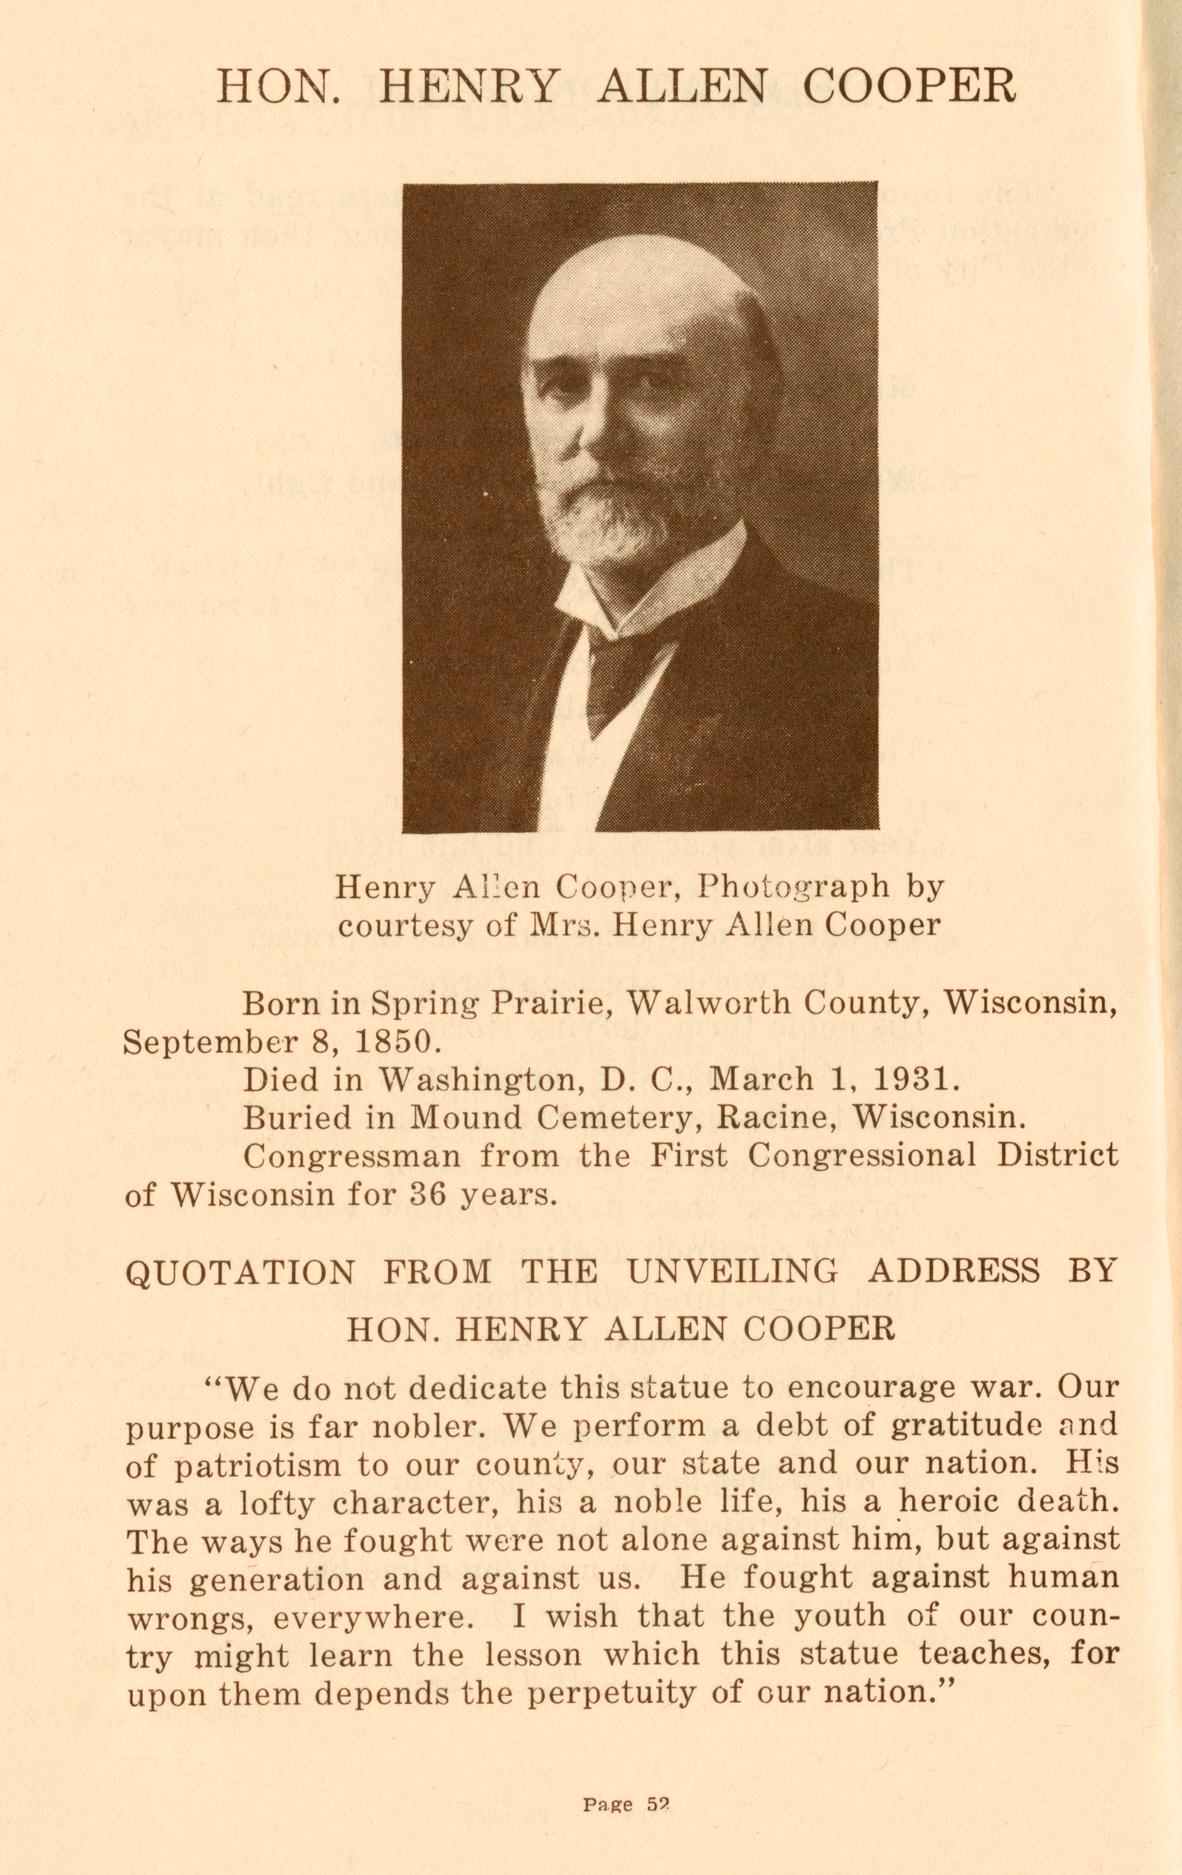 HON. HENRY ALLEN COOPER
Henry Allen Cooper, Photograph by
courtesy of Mrs. Henry Allen Cooper
Born in Spring Prairie, Walworth County, Wisconsin,
September 8, 1850.
Died in Washington, D. C., March 1, 1931.
Buried in Mound Cemetery, Racine, Wisconsin.
Congressman from the First Congressional District
of Wisconsin for 36 years.
QUOTATION FROM THE UNVEILING ADDRESS BY
HON. HENRY ALLEN COOPER
“We do not dedicate this statue to encourage war. Our
purpose is far nobler. We perform a debt of gratitude and
of patriotism to our county, our state and our nation. His
was a lofty character, his a noble life, his a heroic death.
The ways he fought were not alone against him, but against
his generation and against us. He fought against human
wrongs, everywhere. I wish that the youth of our coun-
try might learn the lesson which this statue teaches, for
upon them depends the perpetuity of our nation.”
Page 52